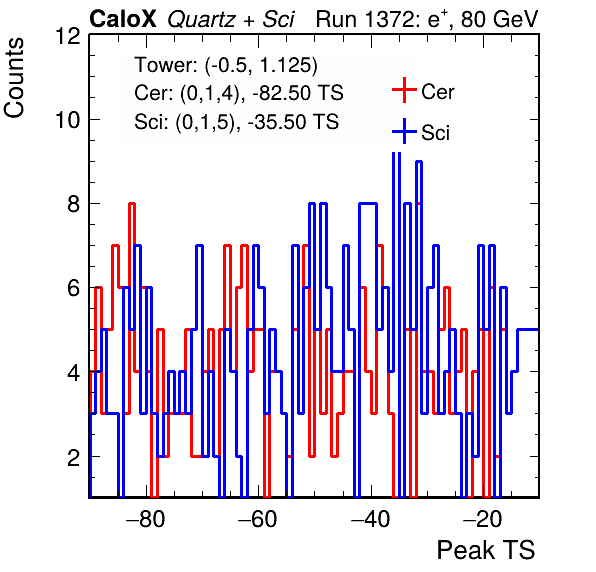 CaloX Quartz + Sci Run 1372: e+, 80 GeV
Counts
12
10
8
6
4
2
Tower: (-0.5, 1.125)
Cer: (0,1,4), -82.50 TS
Sci: (0,1,5), -35.50 TS
Cer
Sci
−80 −60 −40 −20
Peak TS